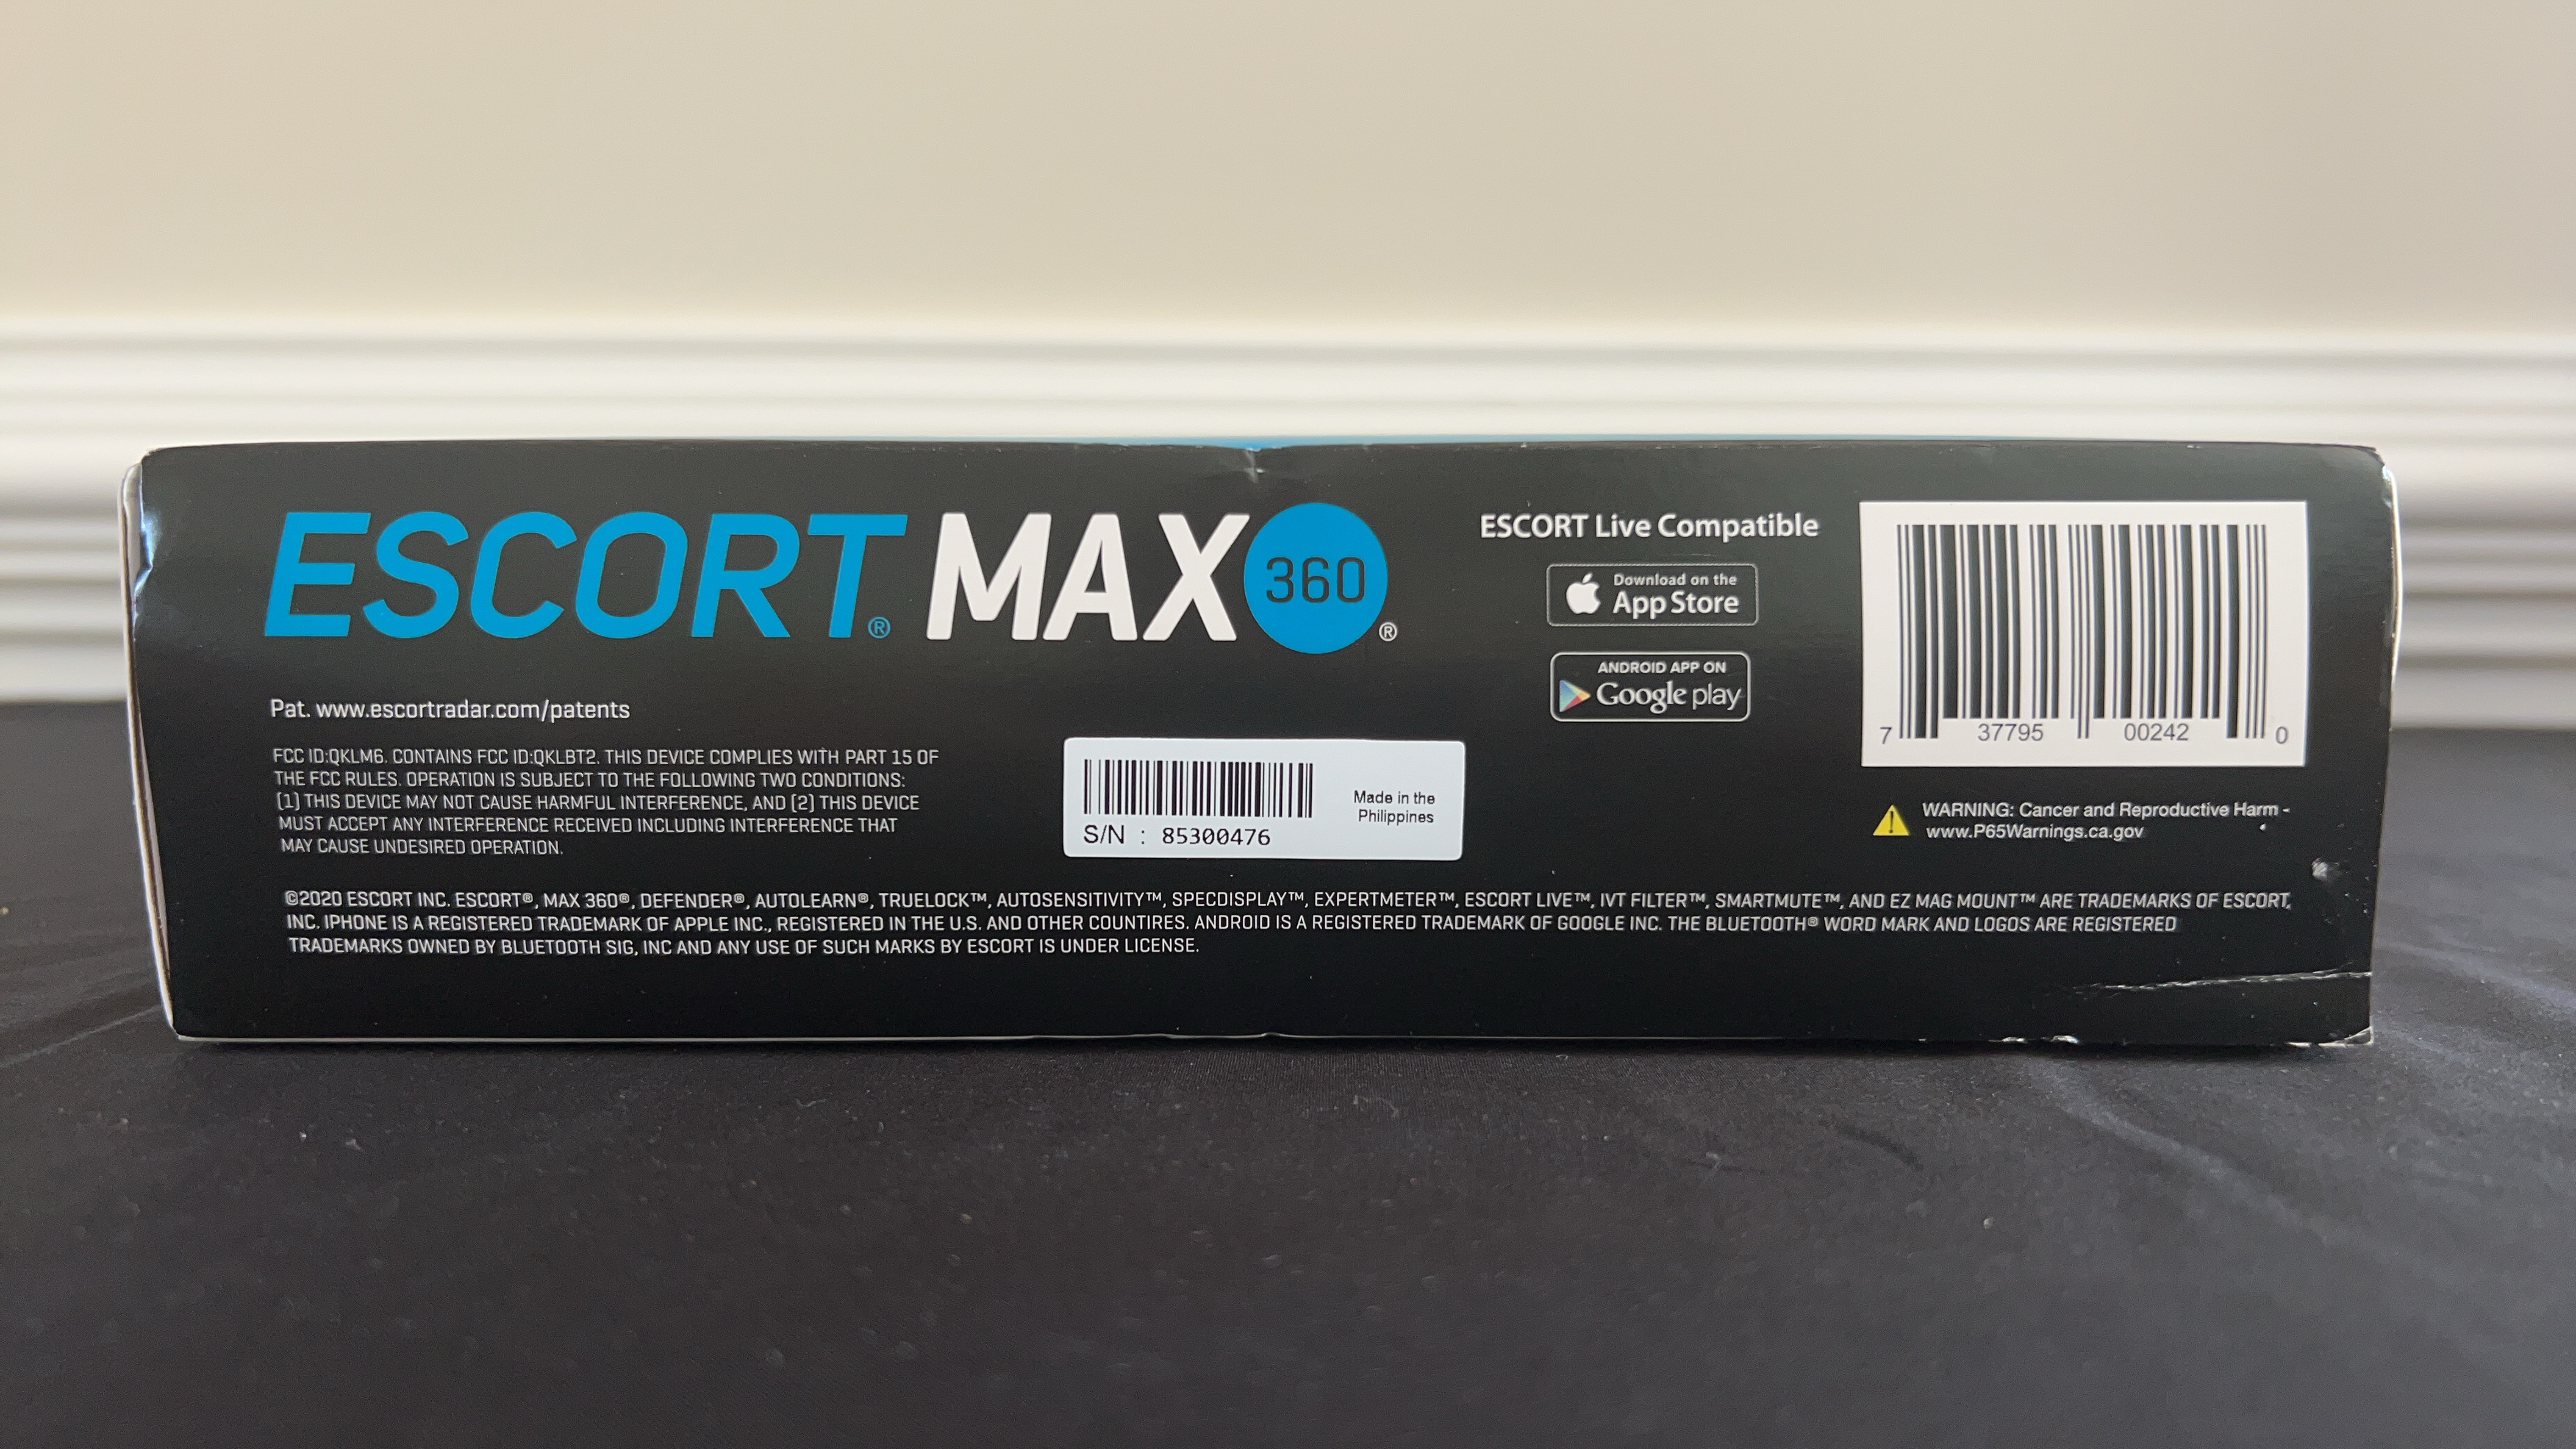 ESCORT® MAX 360®
Pat. www.escortradar.com/patents
FCC ID:QKLM6. CONTAINS FCC ID:QKLBT2. THIS DEVICE COMPLIES WITH PART 15 OF
THE FCC RULES. OPERATION IS SUBJECT TO THE FOLLOWING TWO CONDITIONS:
(1) THIS DEVICE MAY NOT CAUSE HARMFUL INTERFERENCE, AND (2) THIS DEVICE
MUST ACCEPT ANY INTERFERENCE RECEIVED INCLUDING INTERFERENCE THAT
MAY CAUSE UNDESIRED OPERATION.
S/N : 85300476
Made in the
Philippines
ESCORT Live Compatible
Download on the
App Store
ANDROID APP ON
Google play
7 37795 00242 0
WARNING: Cancer and Reproductive Harm -
www.P65Warnings.ca.gov
©2020 ESCORT INC. ESCORT®, MAX 360®, DEFENDER®, AUTOLEARN®, TRUELOCK™, AUTOSENSITIVITY™, SPECDISPLAY™, EXPERTMETER™, ESCORT LIVE™, IVT FILTER™, SMARTMUTE™, AND EZ MAG MOUNT™ ARE TRADEMARKS OF ESCORT,
INC. IPHONE IS A REGISTERED TRADEMARK OF APPLE INC., REGISTERED IN THE U.S. AND OTHER COUNTIRES. ANDROID IS A REGISTERED TRADEMARK OF GOOGLE INC. THE BLUETOOTH® WORD MARK AND LOGOS ARE REGISTERED
TRADEMARKS OWNED BY BLUETOOTH SIG, INC AND ANY USE OF SUCH MARKS BY ESCORT IS UNDER LICENSE.